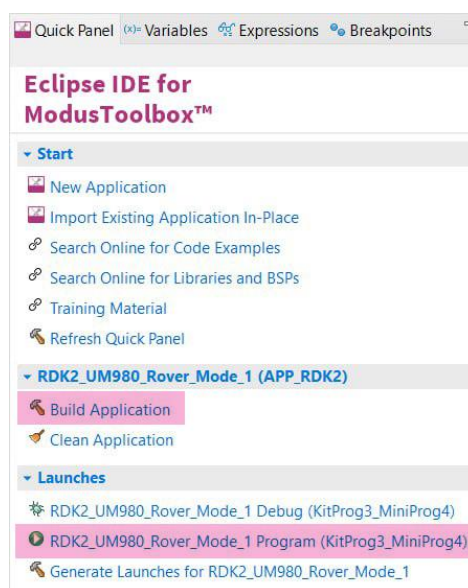 Quick Panel (x)= Variables Expressions Breakpoints
Eclipse IDE for
ModusToolbox™
Start
New Application
Import Existing Application In-Place
Search Online for Code Examples
Search Online for Libraries and BSPs
Training Material
Refresh Quick Panel
RDK2_UM980_Rover_Mode_1 (APP_RDK2)
Build Application
Clean Application
Launches
RDK2_UM980_Rover_Mode_1 Debug (KitProg3_MiniProg4)
RDK2_UM980_Rover_Mode_1 Program (KitProg3_MiniProg4)
Generate Launches for RDK2_UM980_Rover_Mode_1